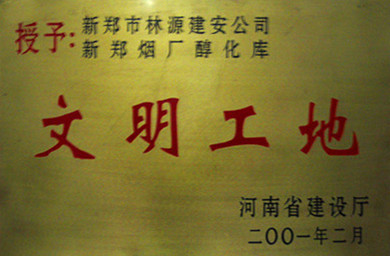 授予:新郑市林源建安公司
新郑烟厂醇化库
文明工地
河南省建设厅
二〇〇一年二月